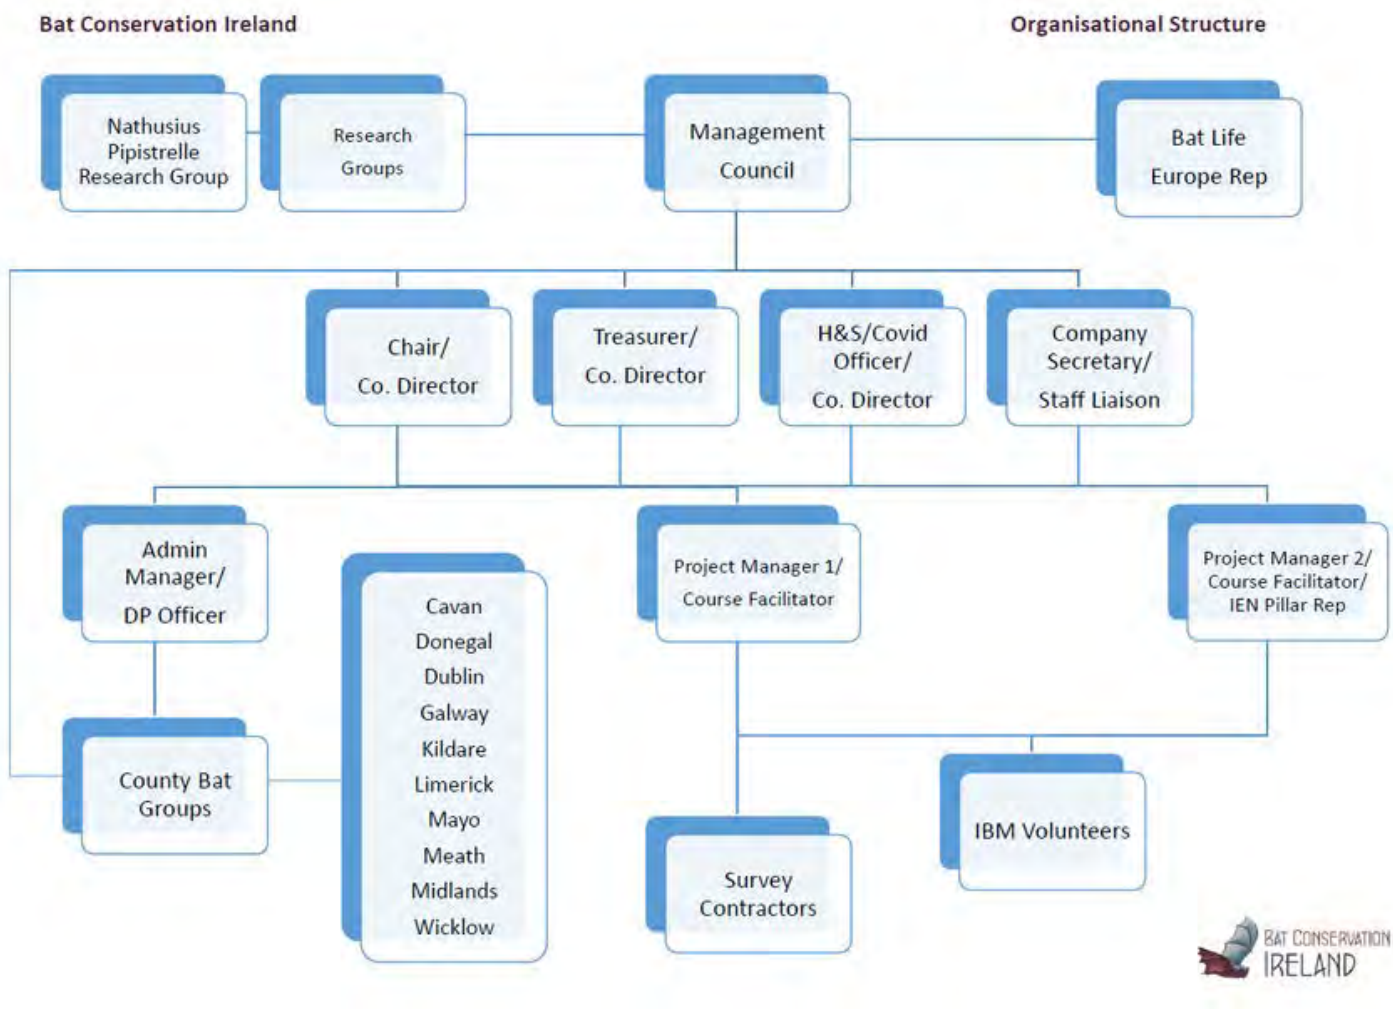 Bat Conservation Ireland
Organisational Structure
Nathusius
Pipistrelle
Research Group
Research
Groups
Management
Council
Bat Life
Europe Rep
Chair/
Co. Director
Treasurer/
Co. Director
H&S/Covid
Officer/
Co. Director
Company
Secretary/
Staff Liaison
Admin
Manager/
DP Officer
Project Manager 1/
Course Facilitator
Project Manager 2/
Course Facilitator/
IEN Pillar Rep
County Bat
Groups
Cavan
Donegal
Dublin
Galway
Kildare
Limerick
Mayo
Meath
Midlands
Wicklow
Survey
Contractors
IBM Volunteers
BAT CONSERVATION
IRELAND